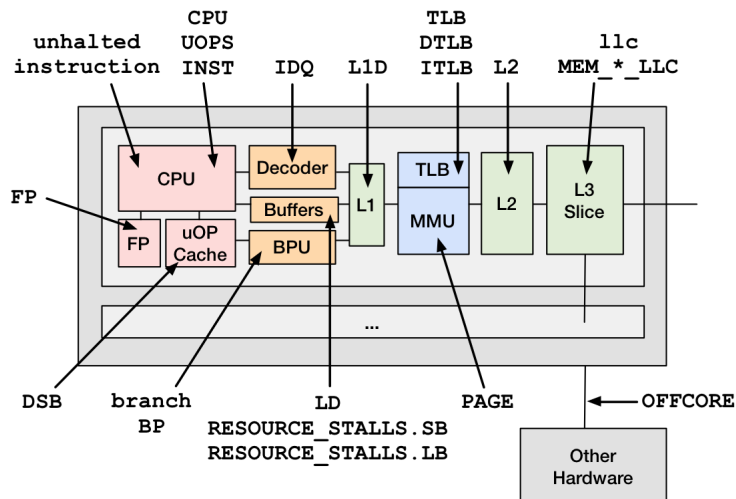 CPU
UOPS
INST
unhalted
instruction
IDQ
L1D
TLB
DTLB
ITLB
L2
llc
MEM_*_LLC
CPU
Decoder
Buffers
BPU
FP
FP
uOP
Cache
L1
TLB
MMU
L2
L3
Slice
...
DSB
branch
BP
LD
RESOURCE_STALLS.SB
RESOURCE_STALLS.LB
PAGE
OFFCORE
Other
Hardware